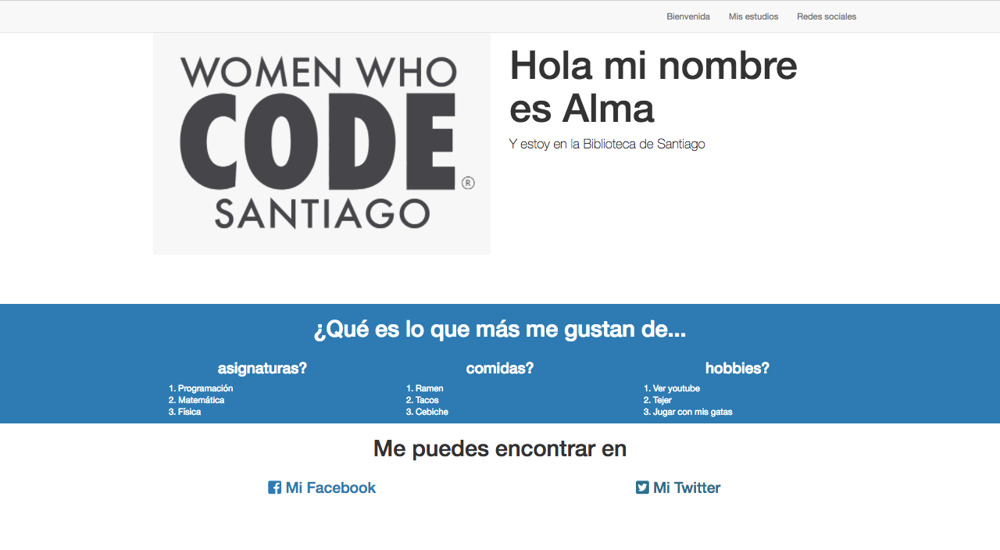 Bienvenida Mis estudios Redes sociales
WOMEN WHO
CODE ®
SANTIAGO
Hola mi nombre
es Alma
Y estoy en la Biblioteca de Santiago
¿Qué es lo que más me gustan de...
asignaturas?
1. Programación
2. Matemática
3. Física
comidas?
1. Ramen
2. Tacos
3. Cebiche
hobbies?
1. Ver youtube
2. Tejer
3. Jugar con mis gatas
Me puedes encontrar en
Mi Facebook
Mi Twitter